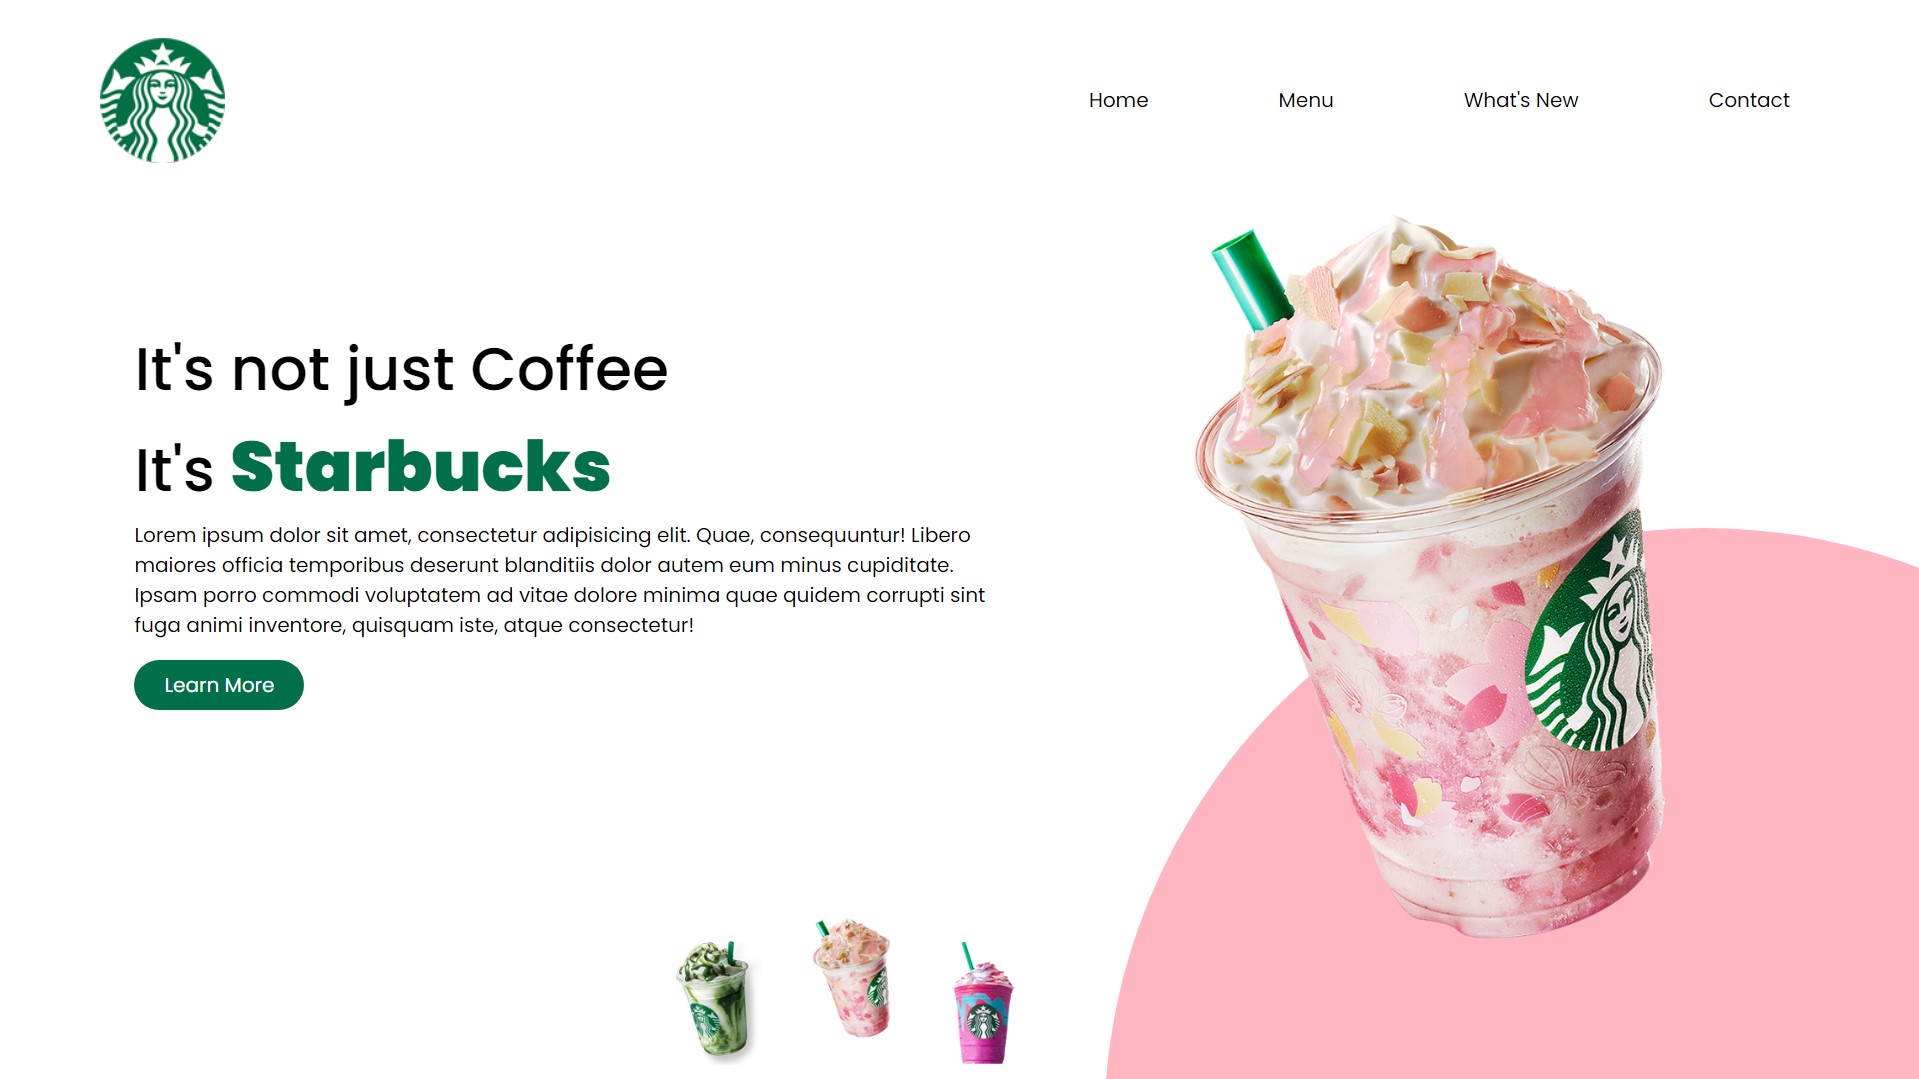 Home Menu What's New Contact
It's not just Coffee
It's Starbucks
Lorem ipsum dolor sit amet, consectetur adipisicing elit. Quae, consequuntur! Libero
maiores officia temporibus deserunt blanditiis dolor autem eum minus cupiditate.
Ipsam porro commodi voluptatem ad vitae dolore minima quae quidem corrupti sint
fuga animi inventore, quisquam iste, atque consectetur!
Learn More